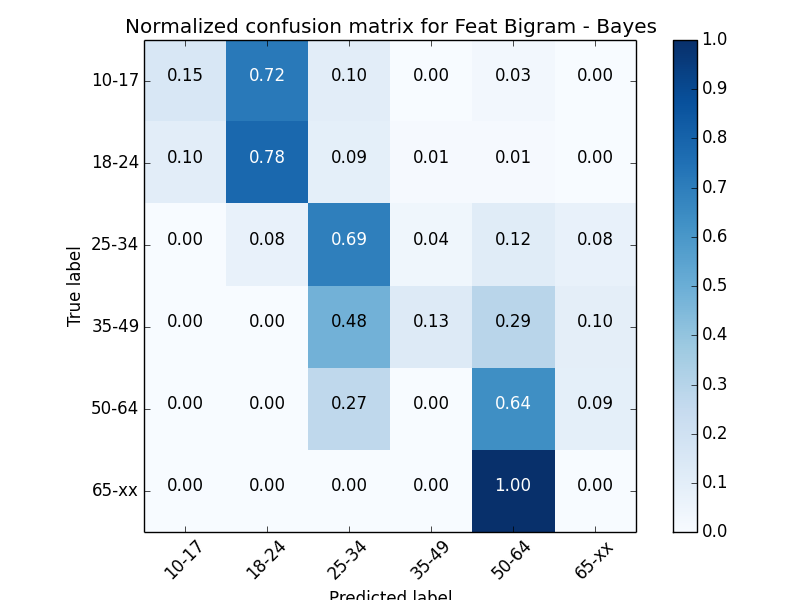 Normalized confusion matrix for Feat Bigram - Bayes
True label
10-17 0.15 0.72 0.10 0.00 0.03 0.00
18-24 0.10 0.78 0.09 0.01 0.01 0.00
25-34 0.00 0.08 0.69 0.04 0.12 0.08
35-49 0.00 0.00 0.48 0.13 0.29 0.10
50-64 0.00 0.00 0.27 0.00 0.64 0.09
65-xx 0.00 0.00 0.00 0.00 1.00 0.00
10-17 18-24 25-34 35-49 50-64 65-xx
Predicted label
1.0
0.9
0.8
0.7
0.6
0.5
0.4
0.3
0.2
0.1
0.0